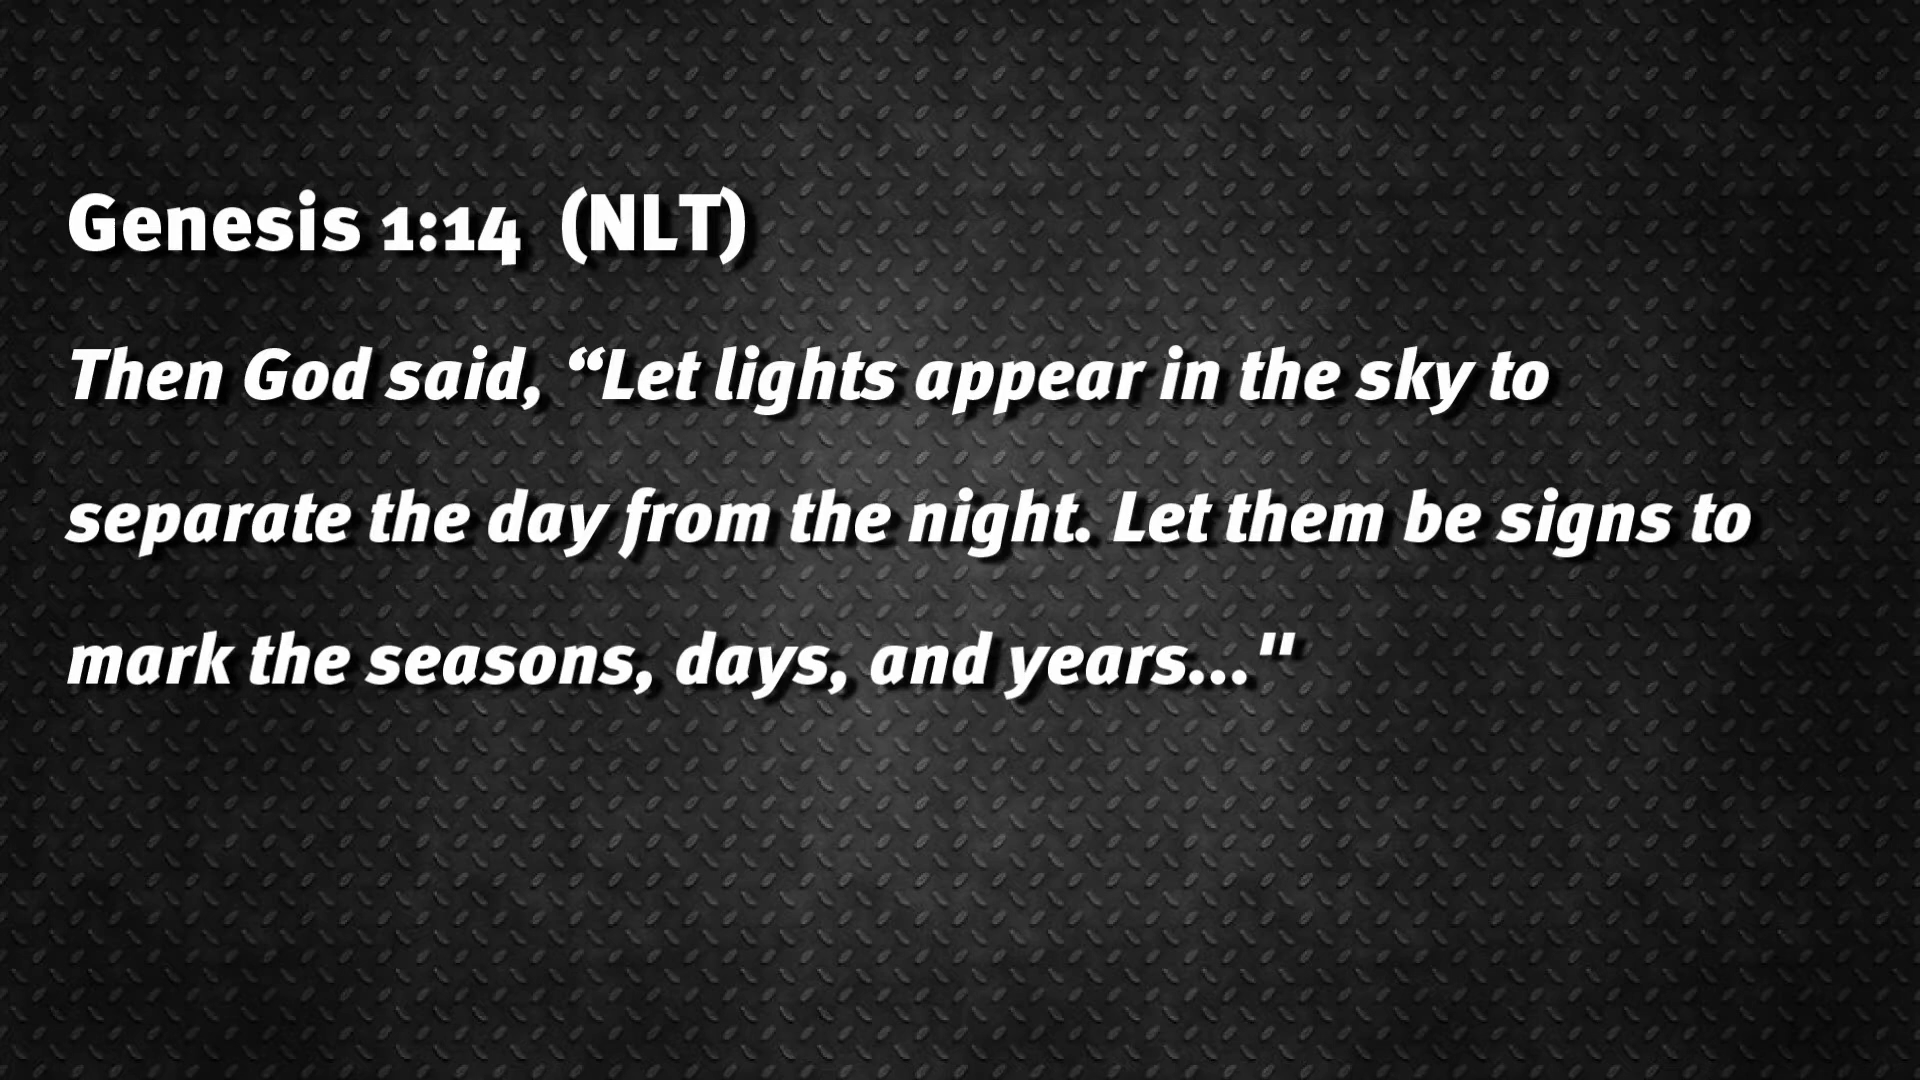 Genesis 1:14  (NLT)
Then God said, “Let lights appear in the sky to
separate the day from the night. Let them be signs to
mark the seasons, days, and years..."